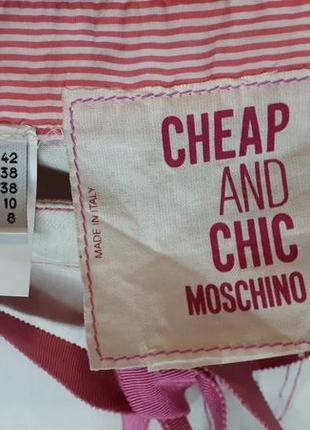 42
38
38
10
8
MADE IN ITALY
CHEAP
AND
CHIC
MOSCHINO